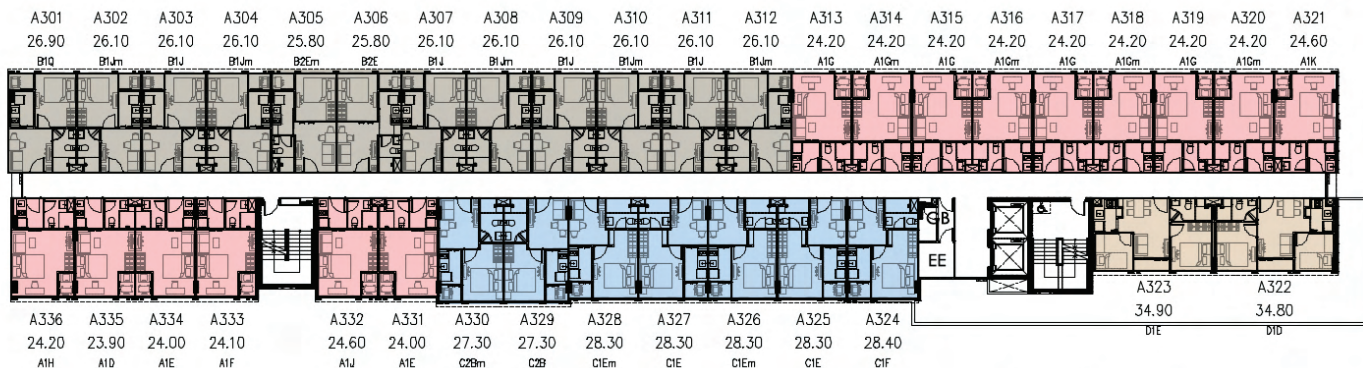 A301 A302 A303 A304 A305 A306 A307 A308 A309 A310 A311 A312 A313 A314 A315 A316 A317 A318 A319 A320 A321
26.90 26.10 26.10 26.10 25.80 25.80 26.10 26.10 26.10 26.10 26.10 26.10 24.20 24.20 24.20 24.20 24.20 24.20 24.20 24.20 24.60
B1Q B1Jm B1J B1Jm B2Em B2E B1J B1Jm B1J B1Jm B1J B1Jm A1G A1Gm A1G A1Gm A1G A1Gm A1G A1Gm A1K
GB
EE
A323 A322
34.90 34.80
D1E D1D
A336 A335 A334 A333 A332 A331 A330 A329 A328 A327 A326 A325 A324
24.20 23.90 24.00 24.10 24.60 24.00 27.30 27.30 28.30 28.30 28.30 28.30 28.40
A1H A1D A1E A1F A1J A1E C2Bm C2B C1Em C1E C1Em C1E C1F